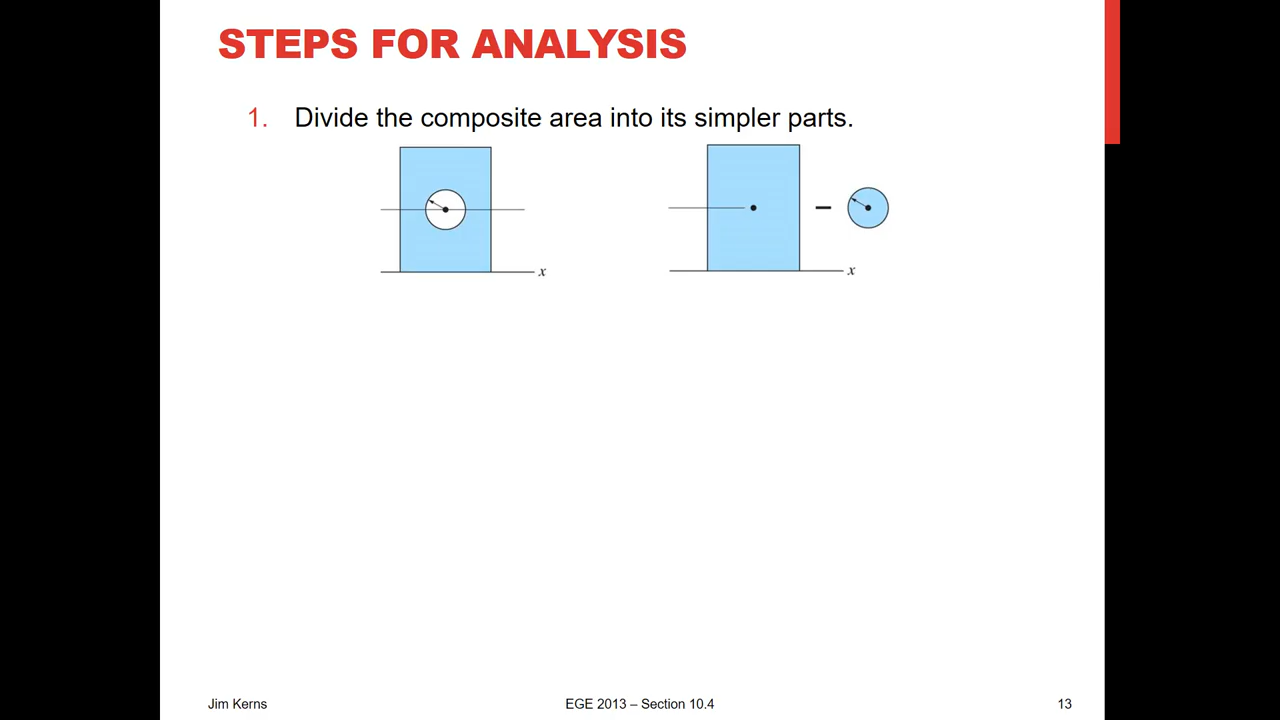 STEPS FOR ANALYSIS
1. Divide the composite area into its simpler parts.
x
x
Jim Kerns
EGE 2013 – Section 10.4
13